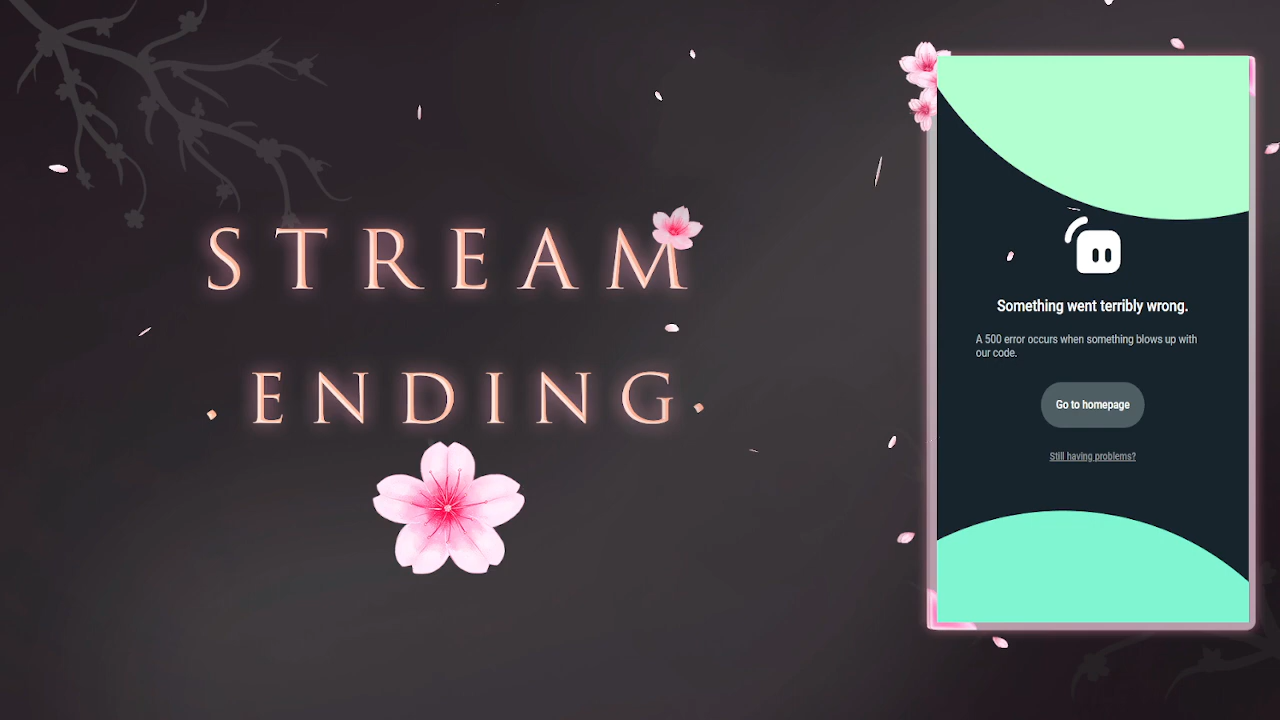 STREAM
ENDING
Something went terribly wrong.
A 500 error occurs when something blows up with
our code.
Go to homepage
Still having problems?